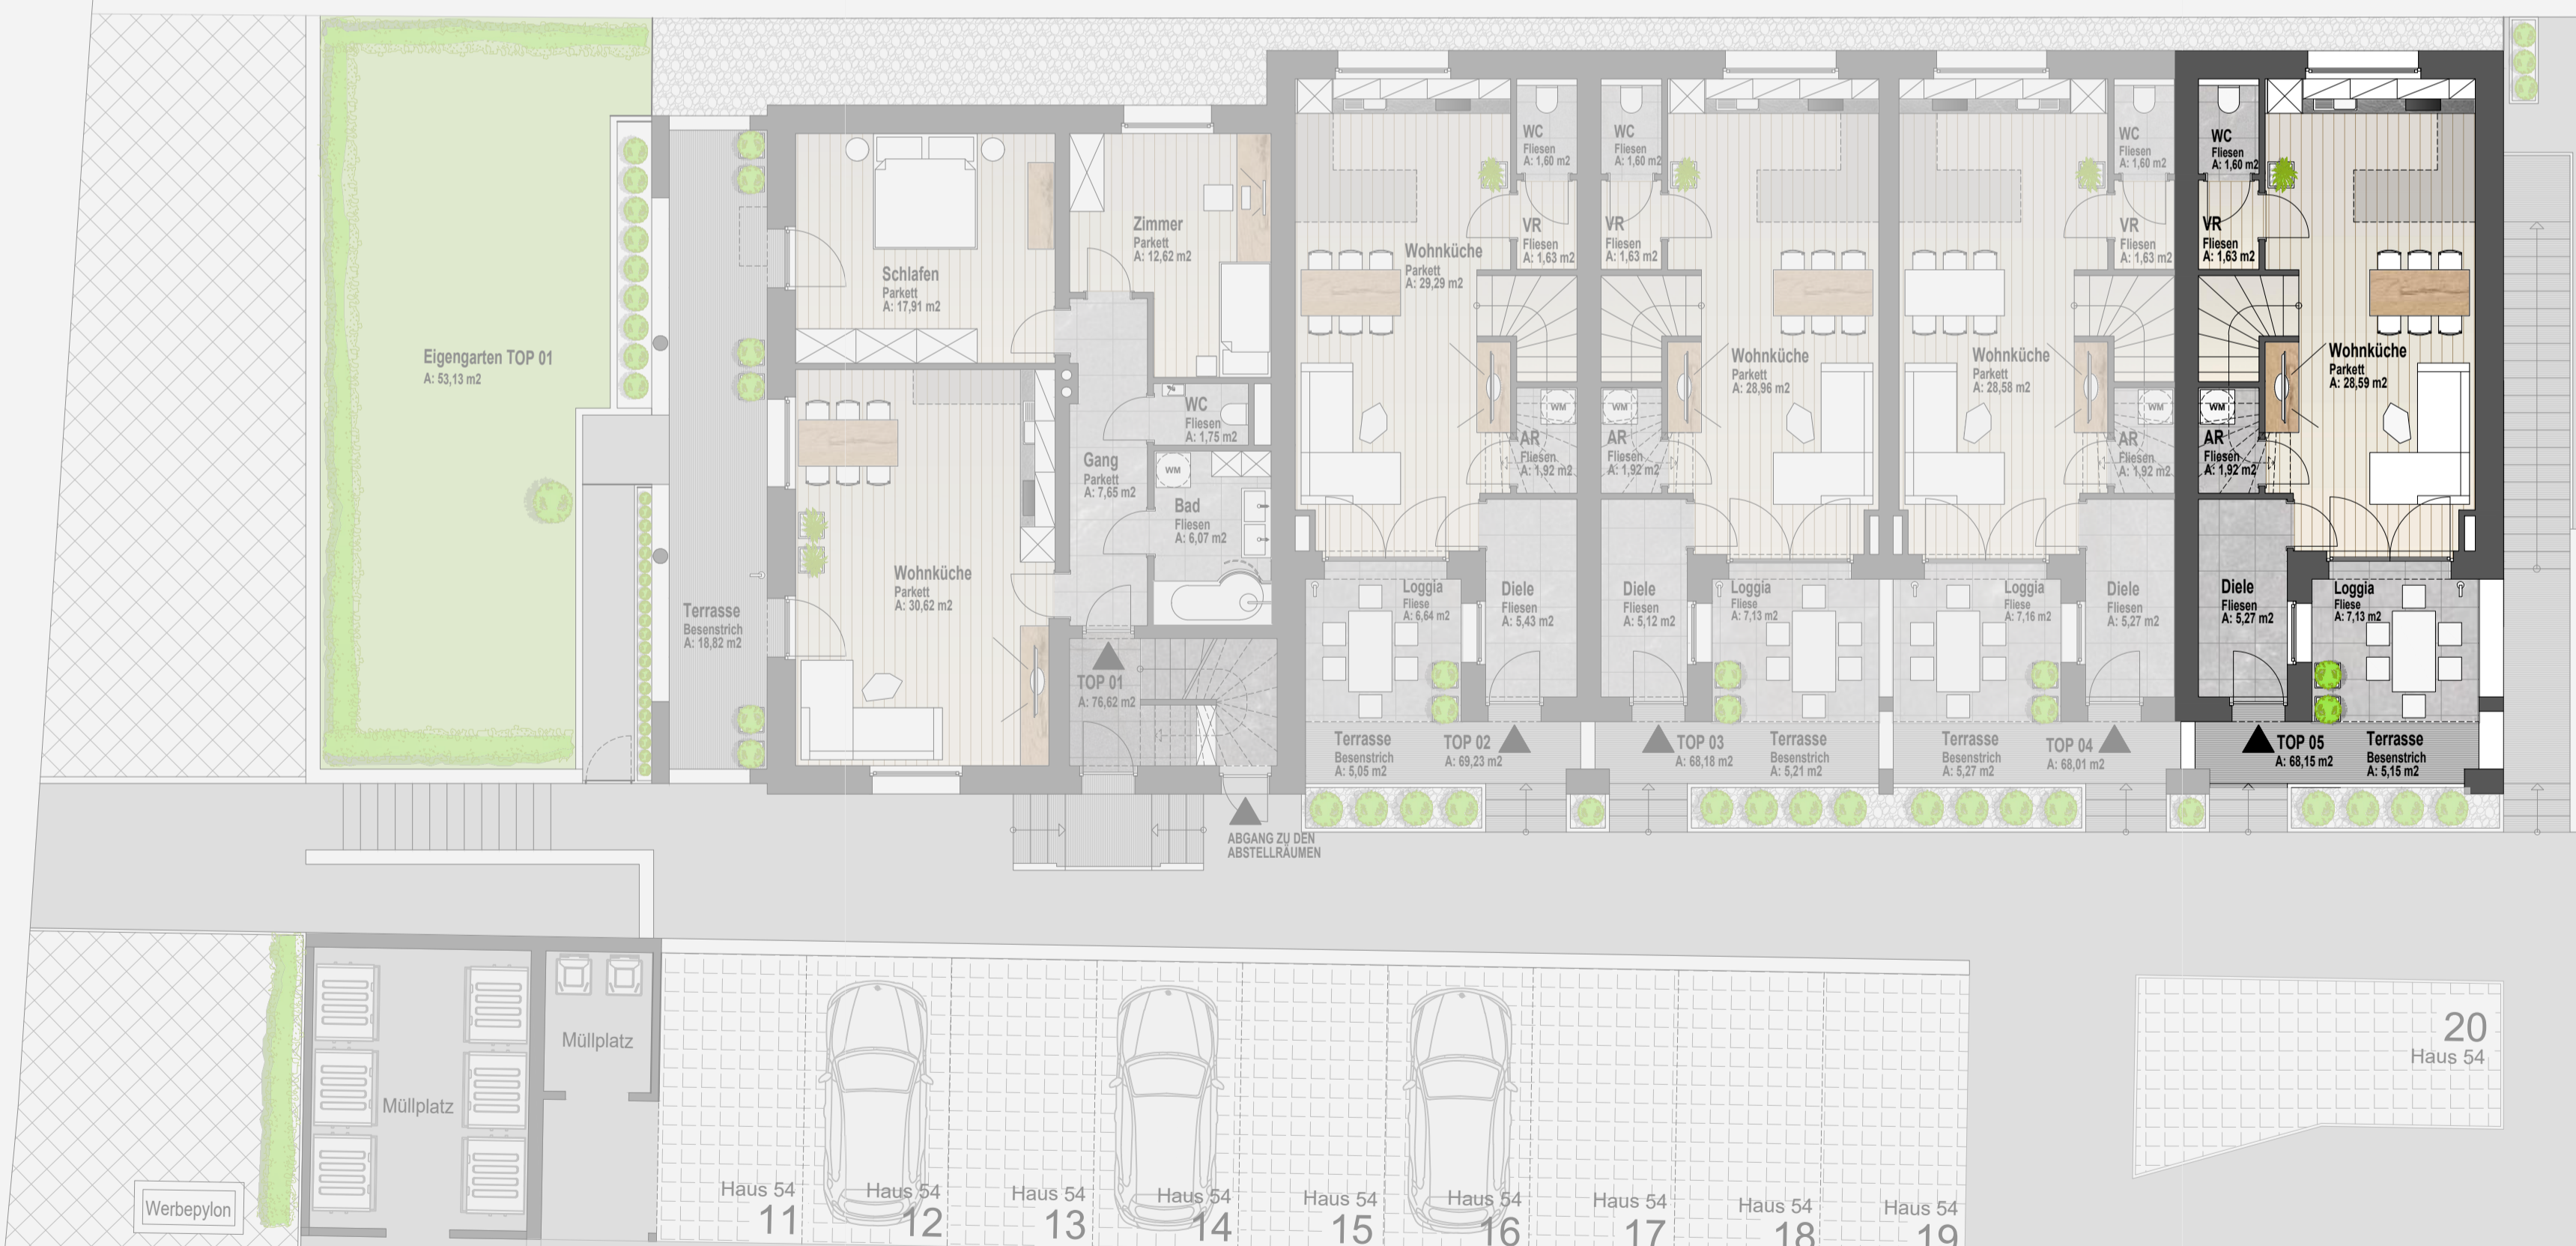 Eigengarten TOP 01
A: 53,13 m2
Terrasse
Besenstrich
A: 18,82 m2
Schlafen
Parkett
A: 17,91 m2
Zimmer
Parkett
A: 12,62 m2
Wohnküche
Parkett
A: 30,62 m2
Gang
Parkett
A: 7,65 m2
WC
Fliesen
A: 1,75 m2
WM
Bad
Fliesen
A: 6,07 m2
TOP 01
A: 76,62 m2
ABGANG ZU DEN
ABSTELLRÄUMEN
WC
Fliesen
A: 1,60 m2
VR
Fliesen
A: 1,63 m2
Wohnküche
Parkett
A: 29,29 m2
WM
AR
Fliesen
A: 1,92 m2
Loggia
Fliese
A: 6,64 m2
Diele
Fliesen
A: 5,43 m2
Terrasse
Besenstrich
A: 5,05 m2
TOP 02
A: 69,23 m2
WC
Fliesen
A: 1,60 m2
VR
Fliesen
A: 1,63 m2
Wohnküche
Parkett
A: 28,96 m2
WM
AR
Fliesen
A: 1,92 m2
Diele
Fliesen
A: 5,12 m2
Loggia
Fliese
A: 7,13 m2
TOP 03
A: 68,18 m2
Terrasse
Besenstrich
A: 5,21 m2
WC
Fliesen
A: 1,60 m2
VR
Fliesen
A: 1,63 m2
Wohnküche
Parkett
A: 28,58 m2
WM
AR
Fliesen
A: 1,92 m2
Loggia
Fliese
A: 7,16 m2
Diele
Fliesen
A: 5,27 m2
Terrasse
Besenstrich
A: 5,27 m2
TOP 04
A: 68,01 m2
WC
Fliesen
A: 1,60 m2
VR
Fliesen
A: 1,63 m2
Wohnküche
Parkett
A: 28,59 m2
WM
AR
Fliesen
A: 1,92 m2
Diele
Fliesen
A: 5,27 m2
Loggia
Fliese
A: 7,13 m2
TOP 05
A: 68,15 m2
Terrasse
Besenstrich
A: 5,15 m2
Müllplatz
Müllplatz
Werbepylon
Haus 54
11
Haus 54
12
Haus 54
13
Haus 54
14
Haus 54
15
Haus 54
16
Haus 54
17
Haus 54
18
Haus 54
19
20
Haus 54